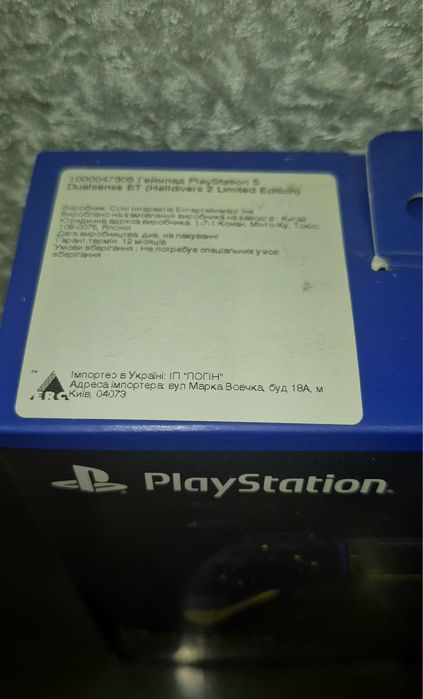 1000047305 Геймпад PlayStation 5
Dualsense BT (Helldivers 2 Limited Edition)
Виробник: Соні Інтерактів Ентертайнмент Інк
Вироблено на замовлення виробника на заводі в : Китай
Юридична адреса виробника: 1-7-1 Конан, Мінто-Ку, Токіо,
108-0075, Японія
Дата виробництва: див. на пакуванні
Гарант.термін: 12 місяців
Умови зберігання : Не потребує спеціальних умов
зберігання
Імпортер в Україні: ІП "ЛОГІН"
Адреса імпортера: вул Марка Вовчка, буд 18А, м
Київ, 04073
™
ERC
PlayStation.